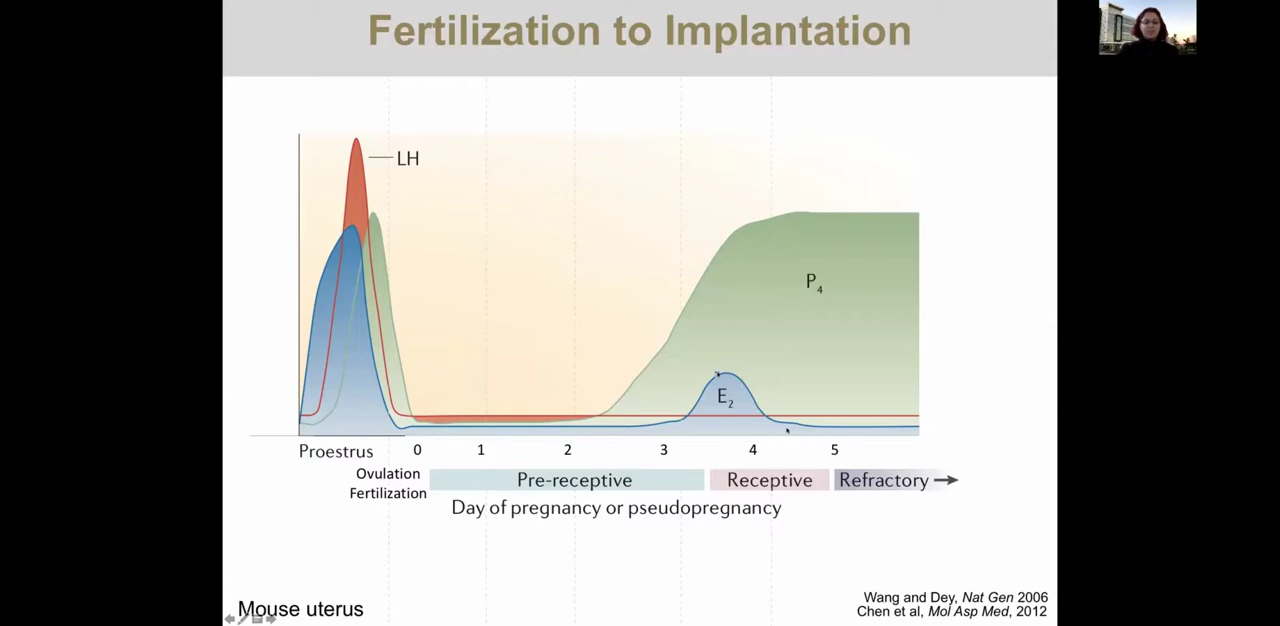 Fertilization to Implantation
LH
P4
E2
Proestrus 0 1 2 3 4 5
Ovulation
Fertilization
Pre-receptive Receptive Refractory
Day of pregnancy or pseudopregnancy
Mouse uterus
Wang and Dey, Nat Gen 2006
Chen et al, Mol Asp Med, 2012